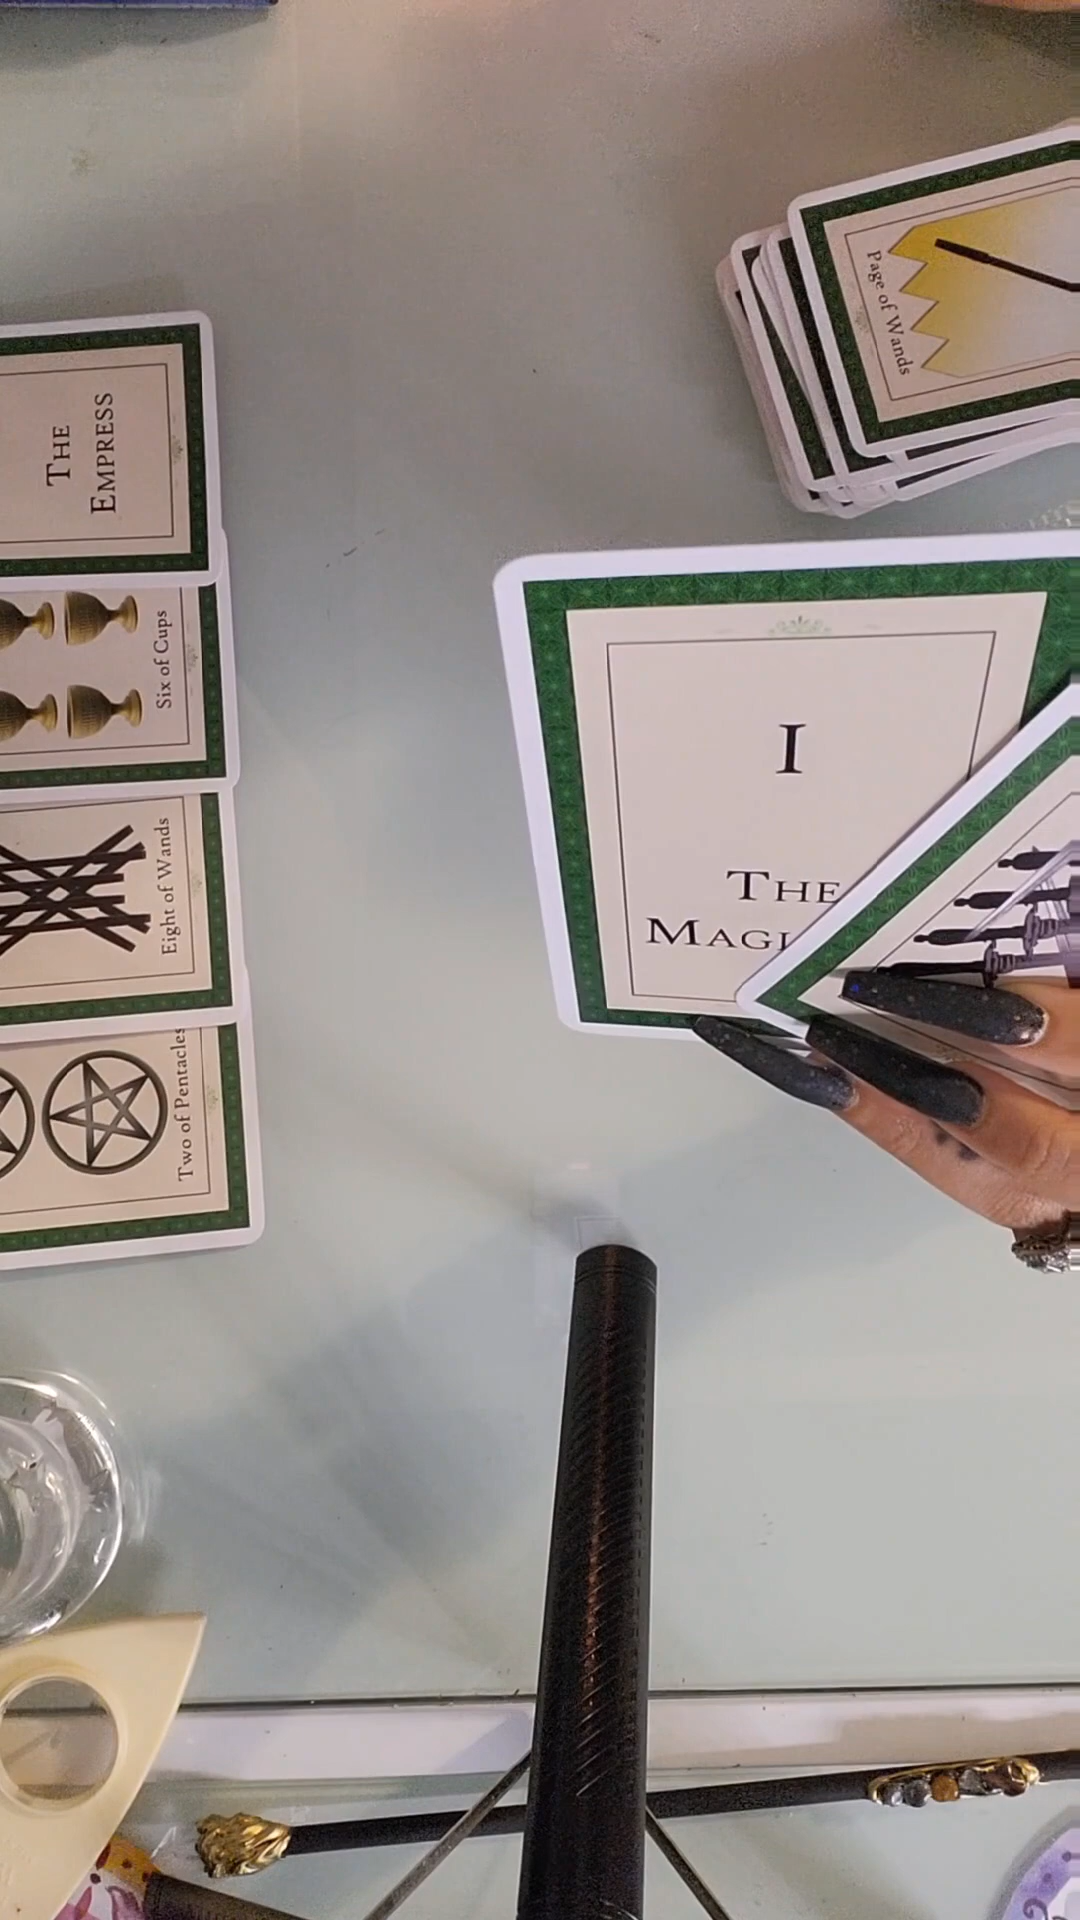 Page of Wands
THE
EMPRESS
Six of Cups
I
THE
Eight of Wands
Two of Pentacles